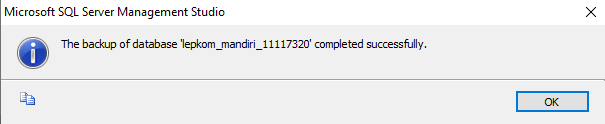 Microsoft SQL Server Management Studio
The backup of database 'lepkom_mandiri_11117320' completed successfully.
OK